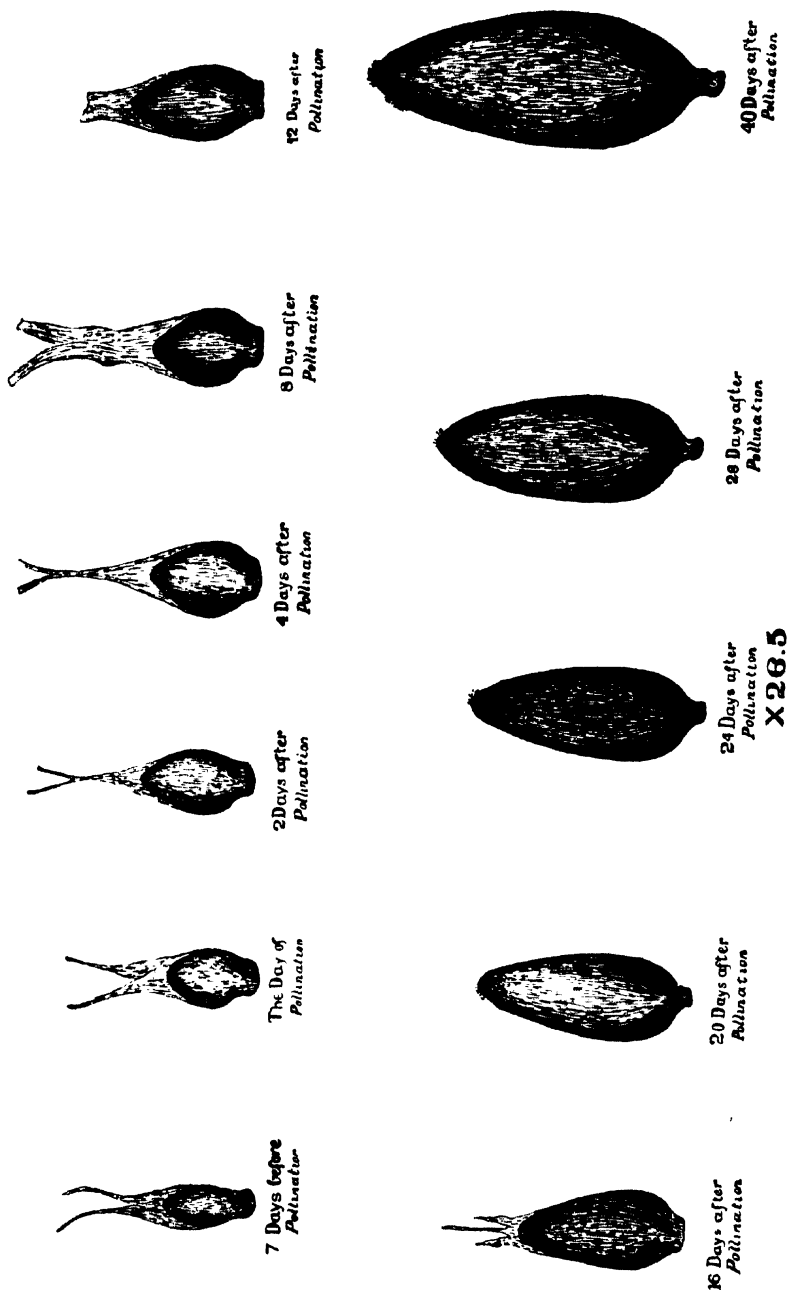 7 Days before
Pollination
The Day of
Pollination
2 Days after
Pollination
4 Days after
Pollination
8 Days after
Pollination
12 Days after
Pollination
16 Days after
Pollination
20 Days after
Pollination
24 Days after
Pollination
X 26.5
28 Days after
Pollination
40 Days after
Pollination